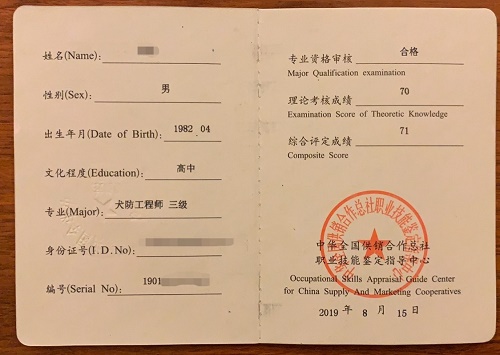 姓名(Name):
性别(Sex): 男
出生年月(Date of Birth): 1982.04
文化程度(Education): 高中
专业(Major): 犬防工程师 三级
身份证号(I.D.No):
编号(Serial No): 1901
专业资格审核 合格
Major Qualification examination
理论考核成绩 70
Examination Score of Theoretic Knowledge
综合评定成绩 71
Composite Score
中华全国供销合作总社
职业技能鉴定指导中心
Occupational Skills Appraisal Guide Center
for China Supply And Marketing Cooperatives
2019 年 8 月 15 日